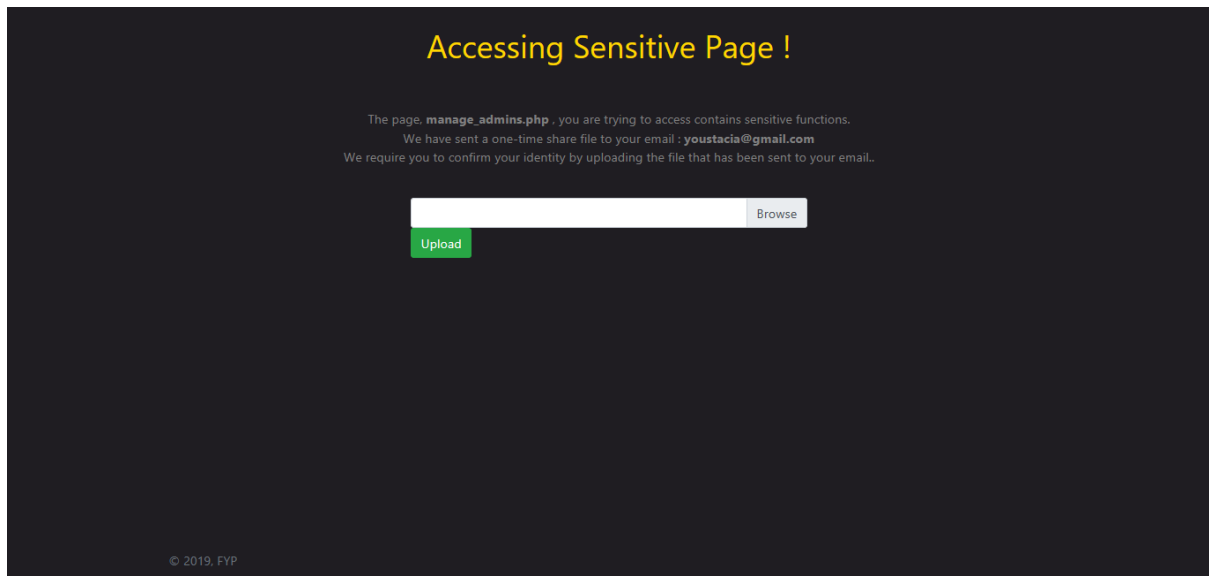 Accessing Sensitive Page !
The page, manage_admins.php , you are trying to access contains sensitive functions.
We have sent a one-time share file to your email : youstacia@gmail.com
We require you to confirm your identity by uploading the file that has been sent to your email..
Browse
Upload
© 2019, FYP